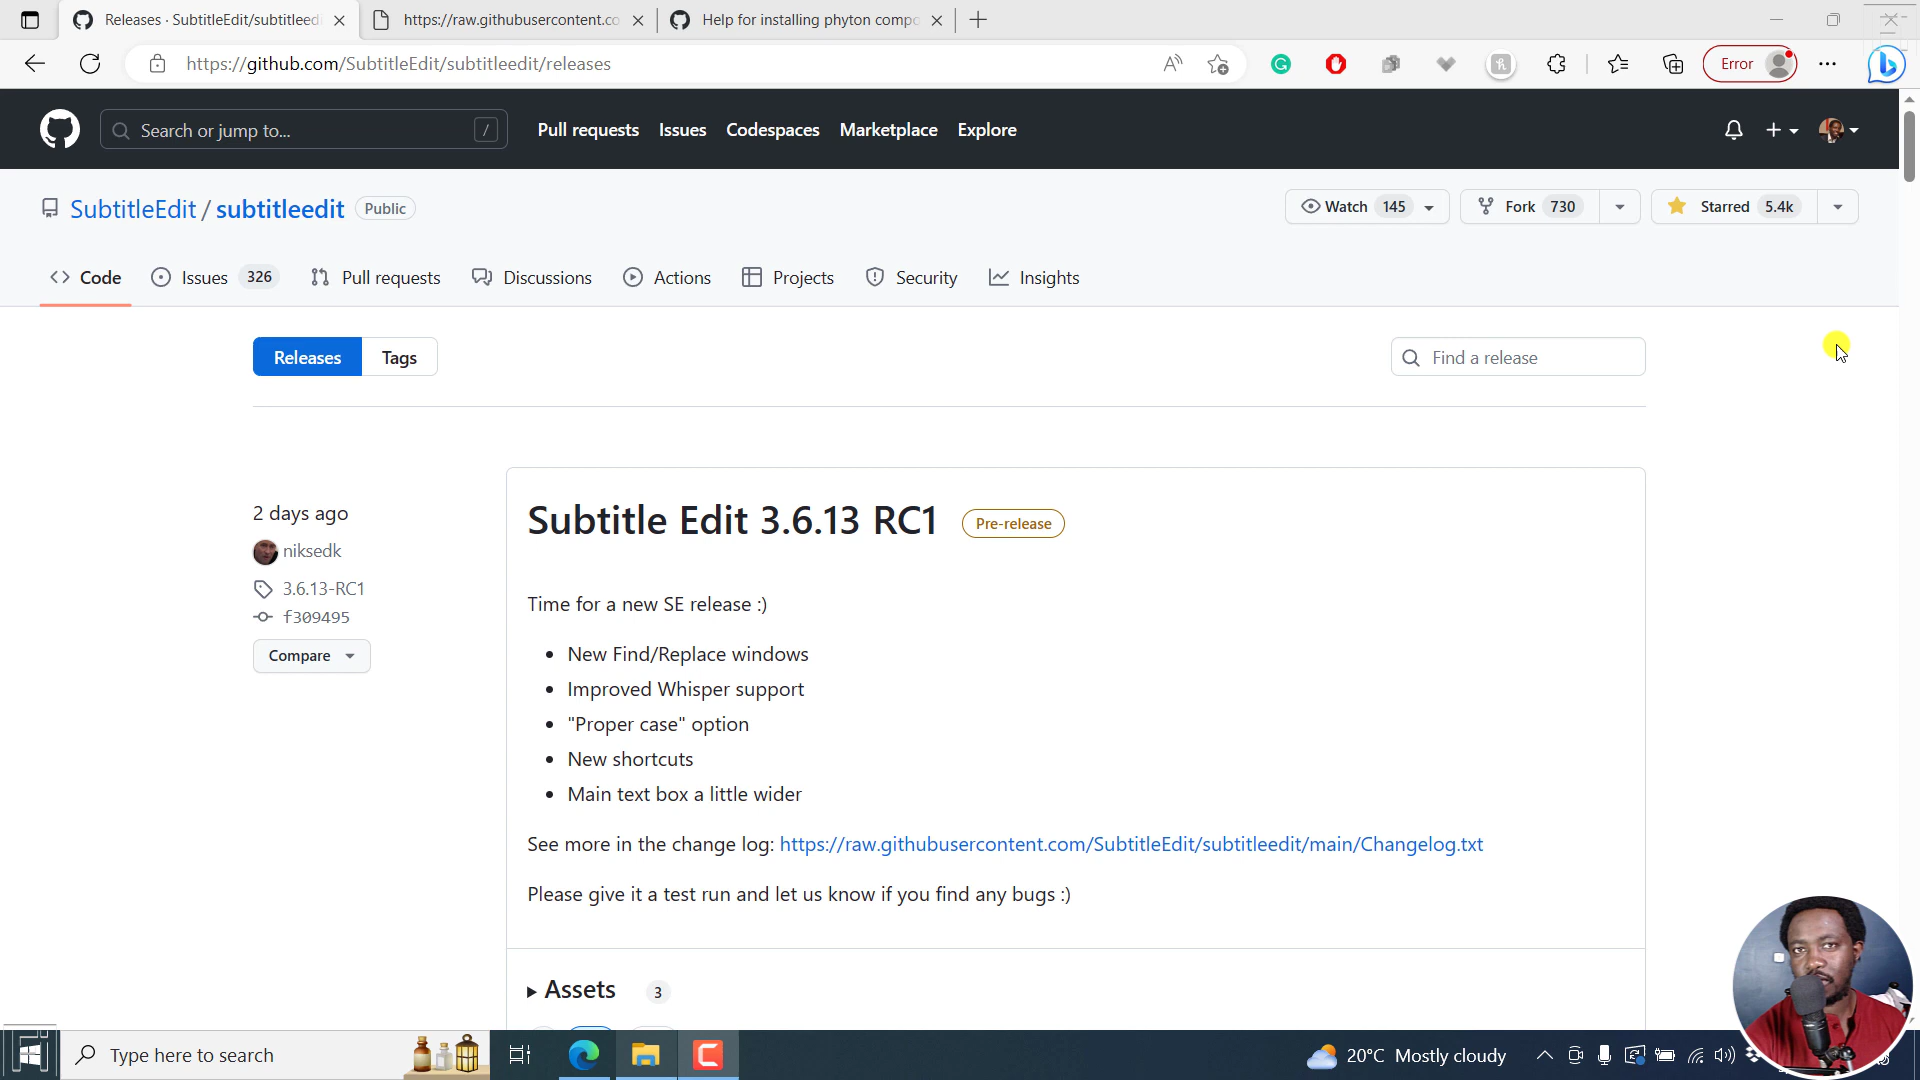 Releases · SubtitleEdit/subtitleedi
https://raw.githubusercontent.co
Help for installing phyton compo
https://github.com/SubtitleEdit/subtitleedit/releases
Error
Search or jump to...
/
Pull requests
Issues
Codespaces
Marketplace
Explore
SubtitleEdit / subtitleedit
Public
Watch 145
Fork 730
Starred 5.4k
Code
Issues 326
Pull requests
Discussions
Actions
Projects
Security
Insights
Releases
Tags
Find a release
2 days ago
niksedk
3.6.13-RC1
f309495
Compare
Subtitle Edit 3.6.13 RC1
Pre-release
Time for a new SE release :)
New Find/Replace windows
Improved Whisper support
"Proper case" option
New shortcuts
Main text box a little wider
See more in the change log: https://raw.githubusercontent.com/SubtitleEdit/subtitleedit/main/Changelog.txt
Please give it a test run and let us know if you find any bugs :)
Assets 3
Type here to search
20°C Mostly cloudy